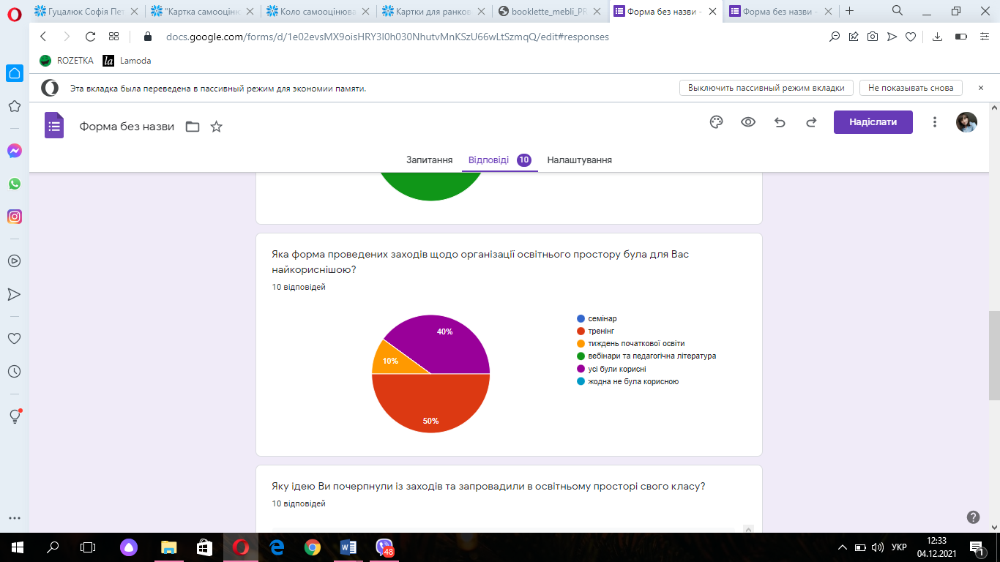 Гуцалюк Софія Пет
"Картка самооціню
Коло самооцінюва
Картки для ранков
booklette_mebli_PR
Форма без назви -
Форма без назви -
docs.google.com/forms/d/1e02evsMX9oisHRY3I0h030NhutvMnKSzU66wLtSzmqQ/edit#responses
ROZETKA
la Lamoda
Эта вкладка была переведена в пассивный режим для экономии памяти.
Выключить пассивный режим вкладки
Не показывать снова
Форма без назви
Надіслати
Запитання
Відповіді 10
Налаштування
Яка форма проведених заходів щодо організації освітнього простору була для Вас
найкориснішою?
10 відповідей
40%
10%
50%
семінар
тренінг
тиждень початкової освіти
вебінари та педагогічна література
усі були корисні
жодна не була корисною
Яку ідею Ви почерпнули із заходів та запровадили в освітньому просторі свого класу?
10 відповідей
48
УКР
12:33
04.12.2021
1